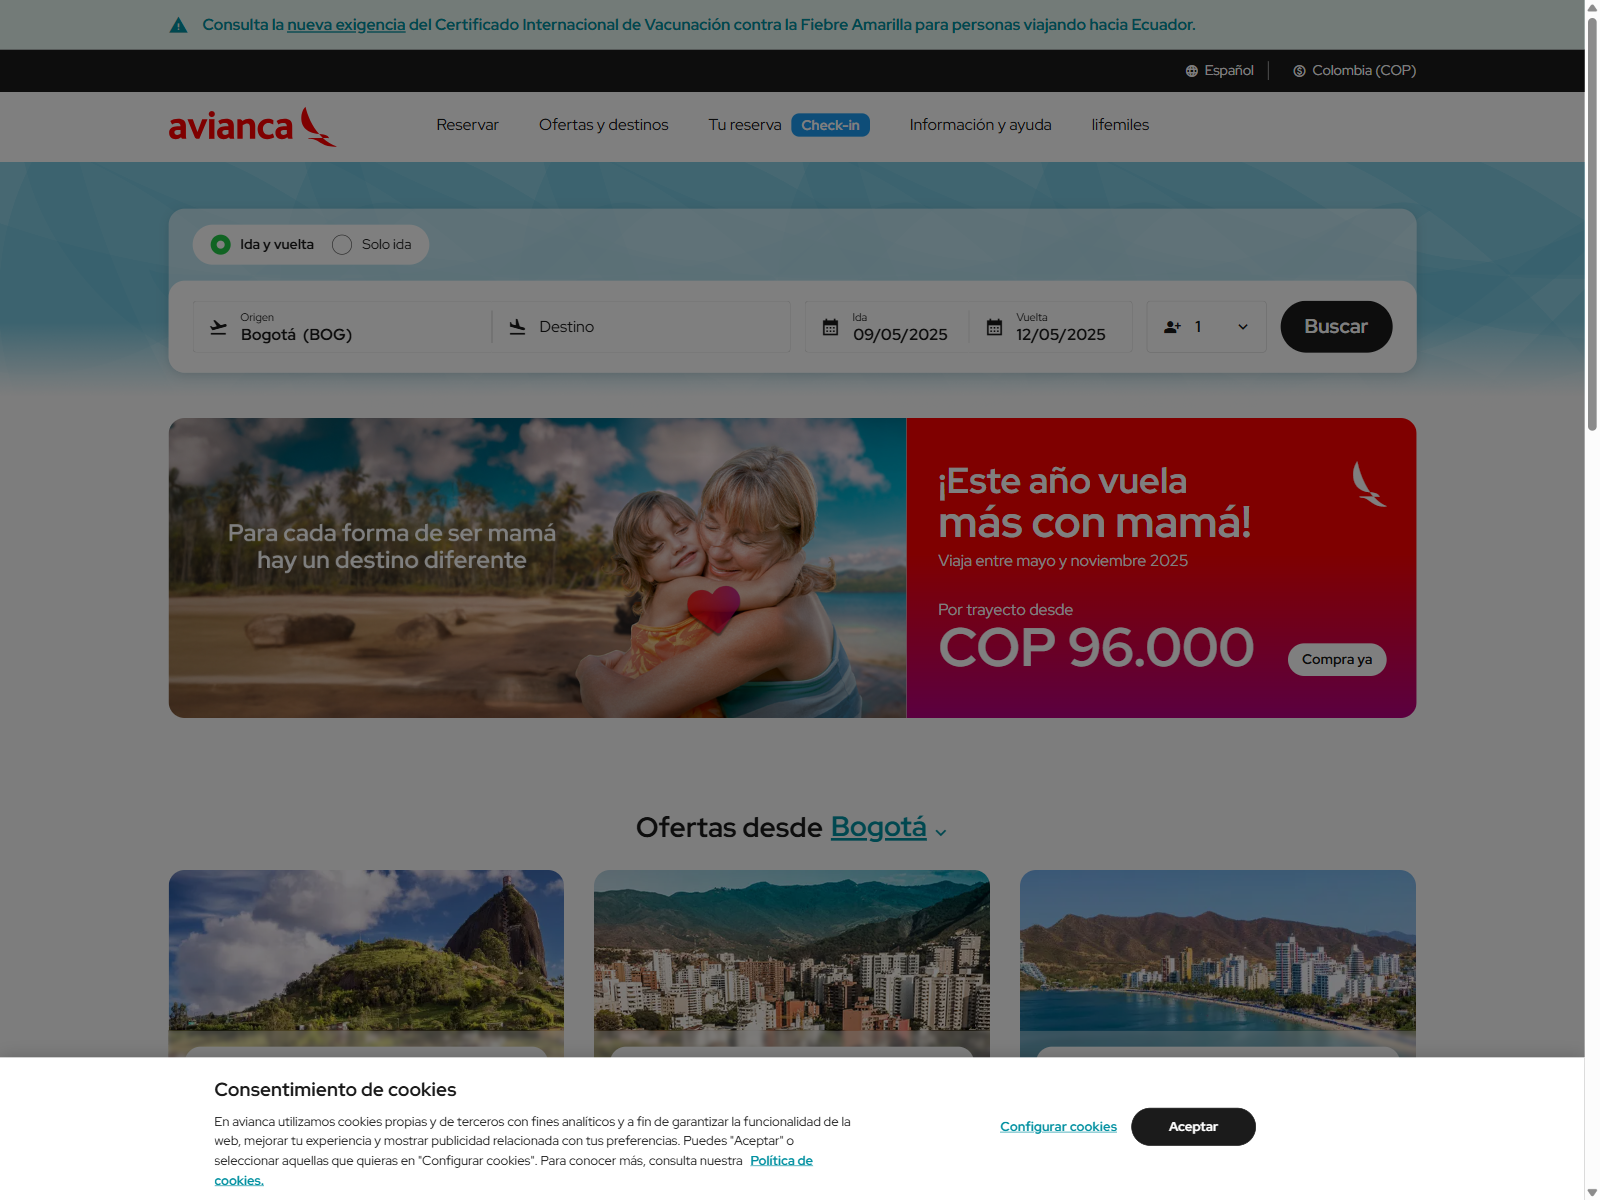 Consulta la nueva exigencia del Certificado Internacional de Vacunación contra la Fiebre Amarilla para personas viajando hacia Ecuador.
Español
Colombia (COP)
avianca
Reservar
Ofertas y destinos
Tu reserva
Check-in
Información y ayuda
lifemiles
Ida y vuelta
Solo ida
Origen
Bogotá (BOG)
Destino
Ida
09/05/2025
Vuelta
12/05/2025
1
Buscar
Para cada forma de ser mamá
hay un destino diferente
¡Este año vuela
más con mamá!
Viaja entre mayo y noviembre 2025
Por trayecto desde
COP 96.000
Compra ya
Ofertas desde Bogotá
Consentimiento de cookies
En avianca utilizamos cookies propias y de terceros con fines analíticos y a fin de garantizar la funcionalidad de la
web, mejorar tu experiencia y mostrar publicidad relacionada con tus preferencias. Puedes "Aceptar" o
seleccionar aquellas que quieras en "Configurar cookies". Para conocer más, consulta nuestra Política de
cookies.
Configurar cookies
Aceptar